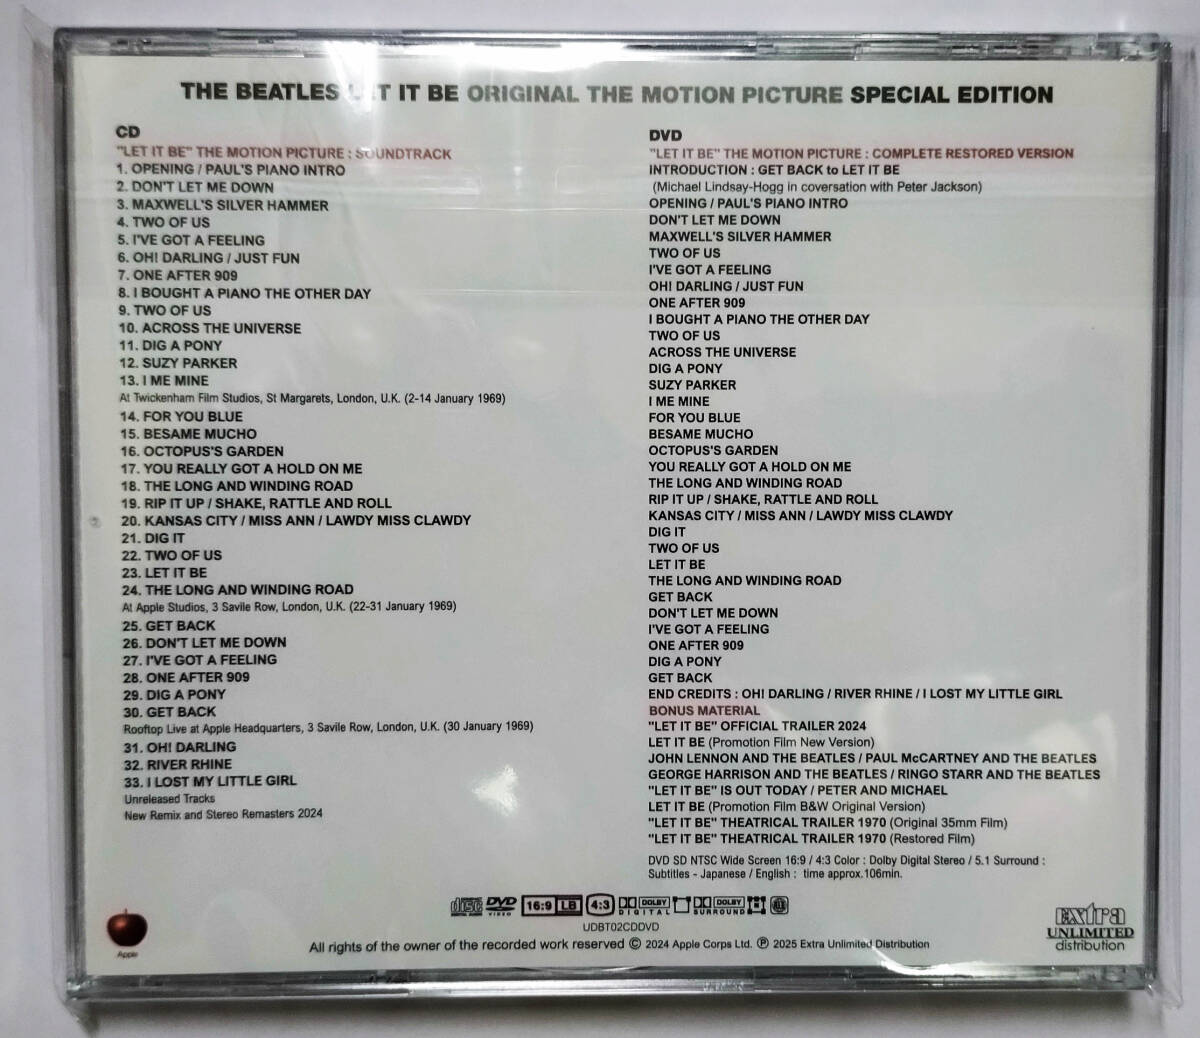 THE BEATLES LET IT BE ORIGINAL THE MOTION PICTURE SPECIAL EDITION
CD
"LET IT BE" THE MOTION PICTURE : SOUNDTRACK
1. OPENING / PAUL'S PIANO INTRO
2. DON'T LET ME DOWN
3. MAXWELL'S SILVER HAMMER
4. TWO OF US
5. I'VE GOT A FEELING
6. OH! DARLING / JUST FUN
7. ONE AFTER 909
8. I BOUGHT A PIANO THE OTHER DAY
9. TWO OF US
10. ACROSS THE UNIVERSE
11. DIG A PONY
12. SUZY PARKER
13. I ME MINE
At Twickenham Film Studios, St Margarets, London, U.K. (2-14 January 1969)
14. FOR YOU BLUE
15. BESAME MUCHO
16. OCTOPUS'S GARDEN
17. YOU REALLY GOT A HOLD ON ME
18. THE LONG AND WINDING ROAD
19. RIP IT UP / SHAKE, RATTLE AND ROLL
20. KANSAS CITY / MISS ANN / LAWDY MISS CLAWDY
21. DIG IT
22. TWO OF US
23. LET IT BE
24. THE LONG AND WINDING ROAD
At Apple Studios, 3 Savile Row, London, U.K. (22-31 January 1969)
25. GET BACK
26. DON'T LET ME DOWN
27. I'VE GOT A FEELING
28. ONE AFTER 909
29. DIG A PONY
30. GET BACK
Rooftop Live at Apple Headquarters, 3 Savile Row, London, U.K. (30 January 1969)
31. OH! DARLING
32. RIVER RHINE
33. I LOST MY LITTLE GIRL
Unreleased Tracks
New Remix and Stereo Remasters 2024
DVD
"LET IT BE" THE MOTION PICTURE : COMPLETE RESTORED VERSION
INTRODUCTION : GET BACK to LET IT BE
(Michael Lindsay-Hogg in coversation with Peter Jackson)
OPENING / PAUL'S PIANO INTRO
DON'T LET ME DOWN
MAXWELL'S SILVER HAMMER
TWO OF US
I'VE GOT A FEELING
OH! DARLING / JUST FUN
ONE AFTER 909
I BOUGHT A PIANO THE OTHER DAY
TWO OF US
ACROSS THE UNIVERSE
DIG A PONY
SUZY PARKER
I ME MINE
FOR YOU BLUE
BESAME MUCHO
OCTOPUS'S GARDEN
YOU REALLY GOT A HOLD ON ME
THE LONG AND WINDING ROAD
RIP IT UP / SHAKE, RATTLE AND ROLL
KANSAS CITY / MISS ANN / LAWDY MISS CLAWDY
DIG IT
TWO OF US
LET IT BE
THE LONG AND WINDING ROAD
GET BACK
DON'T LET ME DOWN
I'VE GOT A FEELING
ONE AFTER 909
DIG A PONY
GET BACK
END CREDITS : OH! DARLING / RIVER RHINE / I LOST MY LITTLE GIRL
BONUS MATERIAL
"LET IT BE" OFFICIAL TRAILER 2024
LET IT BE (Promotion Film New Version)
JOHN LENNON AND THE BEATLES / PAUL McCARTNEY AND THE BEATLES
GEORGE HARRISON AND THE BEATLES / RINGO STARR AND THE BEATLES
"LET IT BE" IS OUT TODAY / PETER AND MICHAEL
LET IT BE (Promotion Film B&W Original Version)
"LET IT BE" THEATRICAL TRAILER 1970 (Original 35mm Film)
"LET IT BE" THEATRICAL TRAILER 1970 (Restored Film)
DVD SD NTSC Wide Screen 16:9 / 4:3 Color : Dolby Digital Stereo / 5.1 Surround :
Subtitles - Japanese / English : time approx.106min.
disc DIGITAL AUDIO DVD VIDEO 16:9 LB 4:3 DOLBY DIGITAL DOLBY SURROUND ALL
UDBT02CDDVD
All rights of the owner of the recorded work reserved © 2024 Apple Corps Ltd. ℗ 2025 Extra Unlimited Distribution
Apple
extra
UNLIMITED
distribution